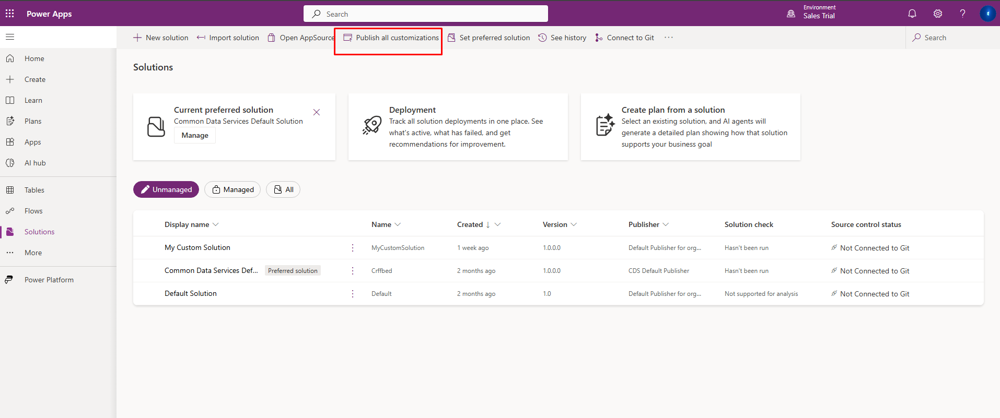 Power Apps
Search
Environment
Sales Trial
New solution
Import solution
Open AppSource
Publish all customizations
Set preferred solution
See history
Connect to Git
Search
Home
Create
Learn
Plans
Apps
AI hub
Tables
Flows
Solutions
More
Power Platform
Solutions
Current preferred solution
Common Data Services Default Solution
Manage
Deployment
Track all solution deployments in one place. See
what's active, what has failed, and get
recommendations for improvement.
Create plan from a solution
Select an existing solution, and AI agents will
generate a detailed plan showing how that solution
supports your business goal
Unmanaged
Managed
All
Display name Name Created Version Publisher Solution check Source control status
My Custom Solution MyCustomSolution 1 week ago 1.0.0.0 Default Publisher for org... Hasn't been run Not Connected to Git
Common Data Services Def... Preferred solution Crffbed 2 months ago 1.0.0.0 CDS Default Publisher Hasn't been run Not Connected to Git
Default Solution Default 2 months ago 1.0 Default Publisher for org... Not supported for analysis Not Connected to Git